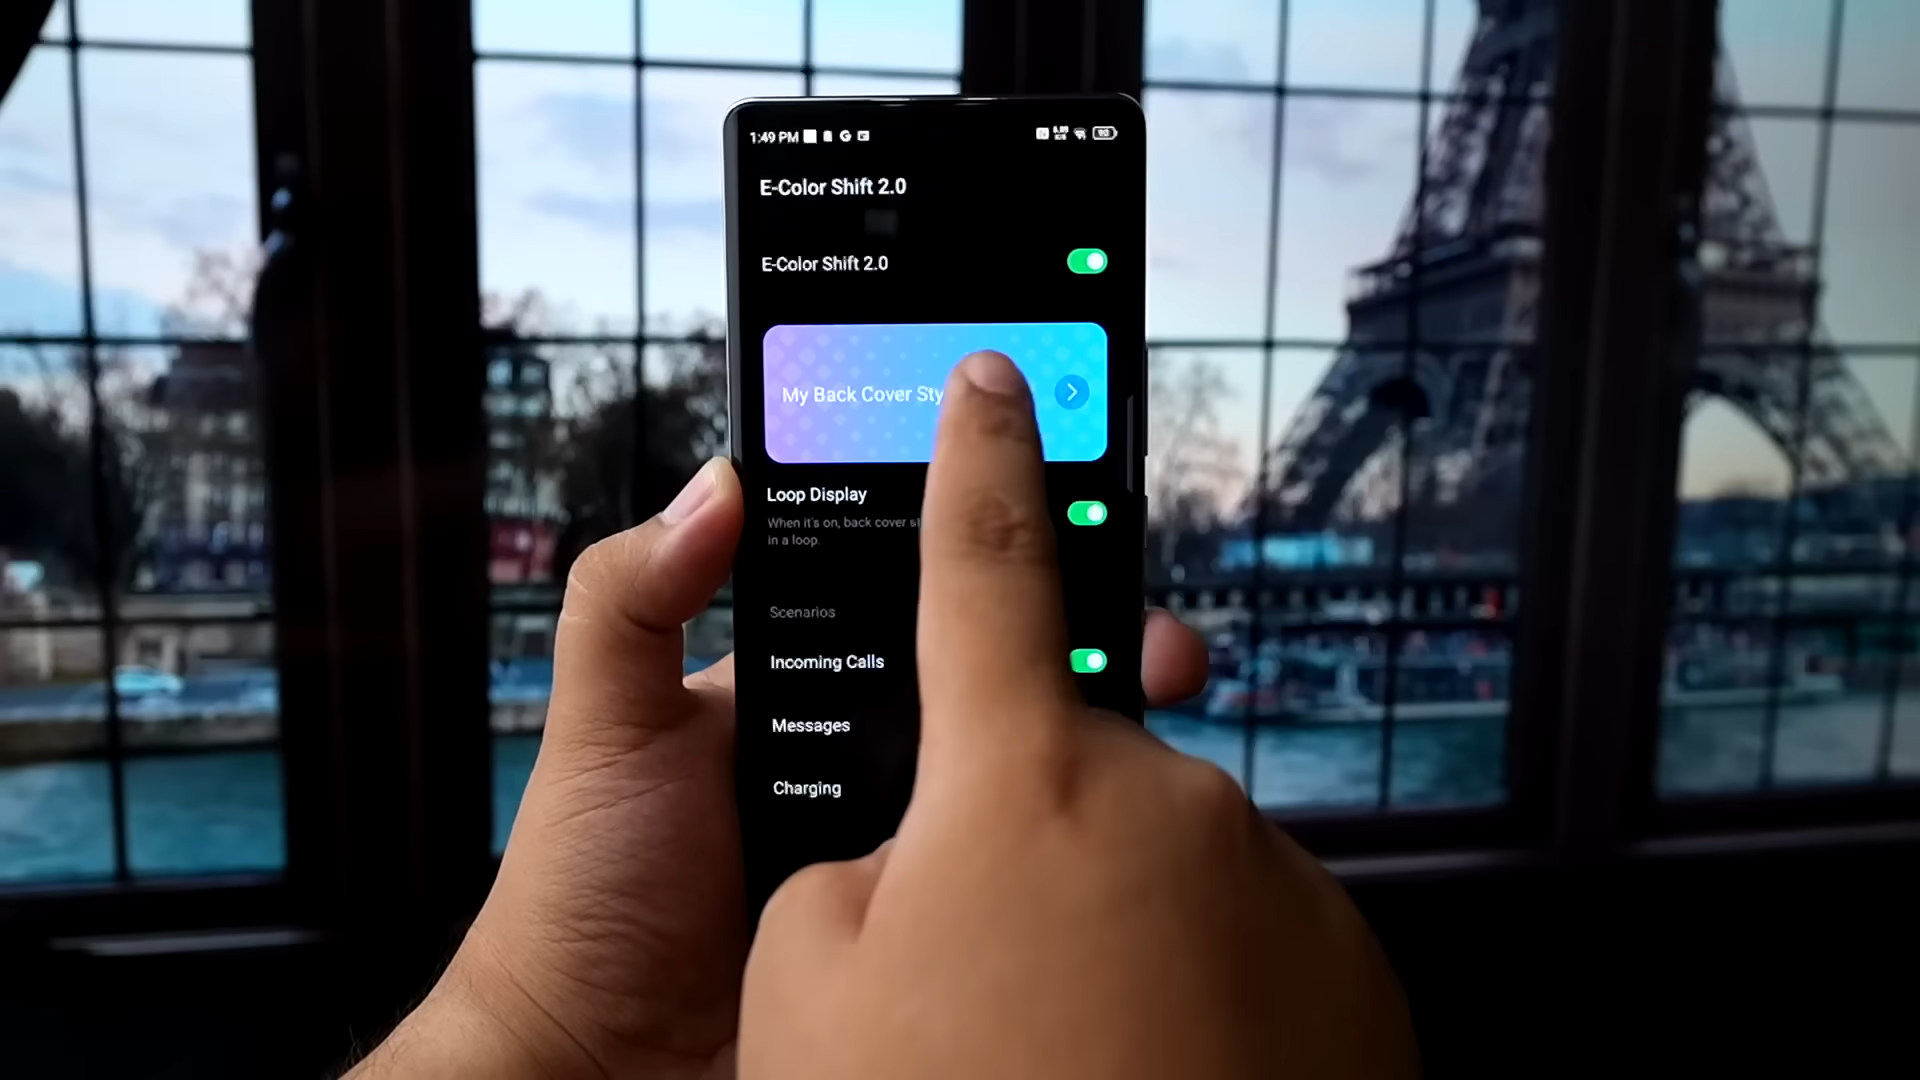 1:49 PM
E-Color Shift 2.0
E-Color Shift 2.0
My Back Cover Sty
Loop Display
When it's on, back cover
in a loop.
Scenarios
Incoming Calls
Messages
Charging